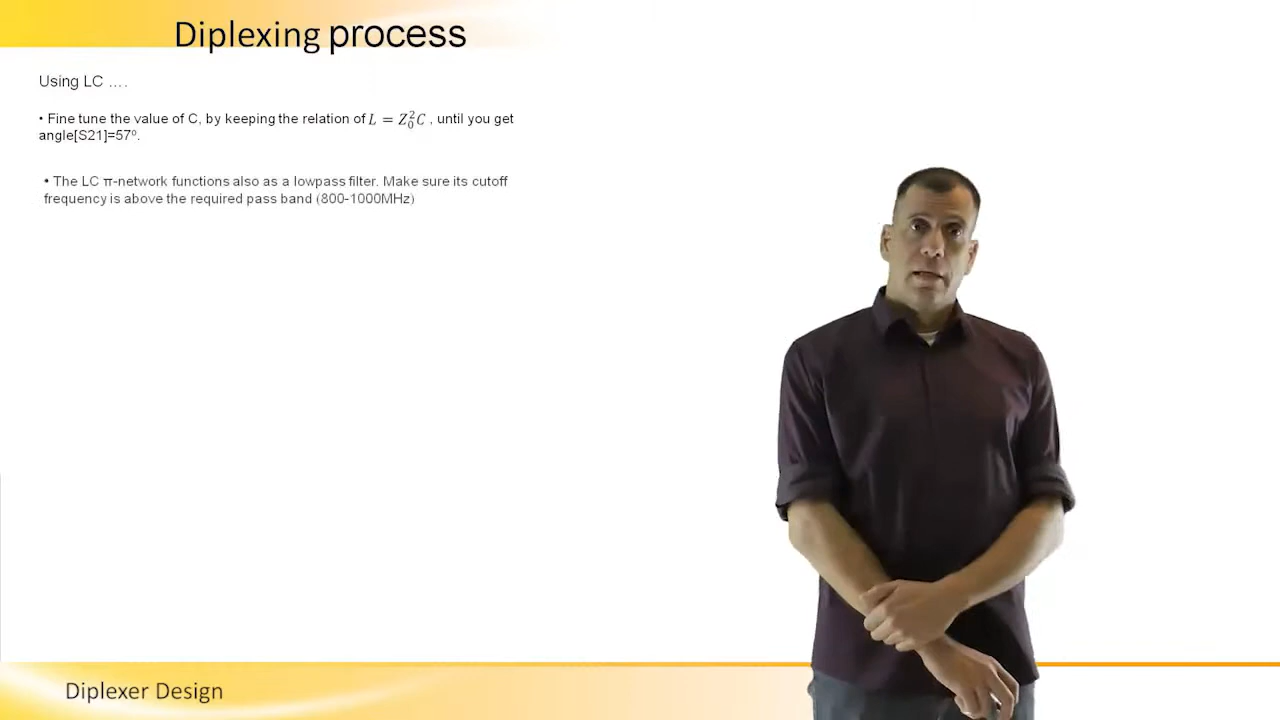 Diplexing process
Using LC ….
• Fine tune the value of C, by keeping the relation of L = Z₀²C , until you get
angle[S21]=57º.
• The LC π-network functions also as a lowpass filter. Make sure its cutoff
frequency is above the required pass band (800-1000MHz)
Diplexer Design